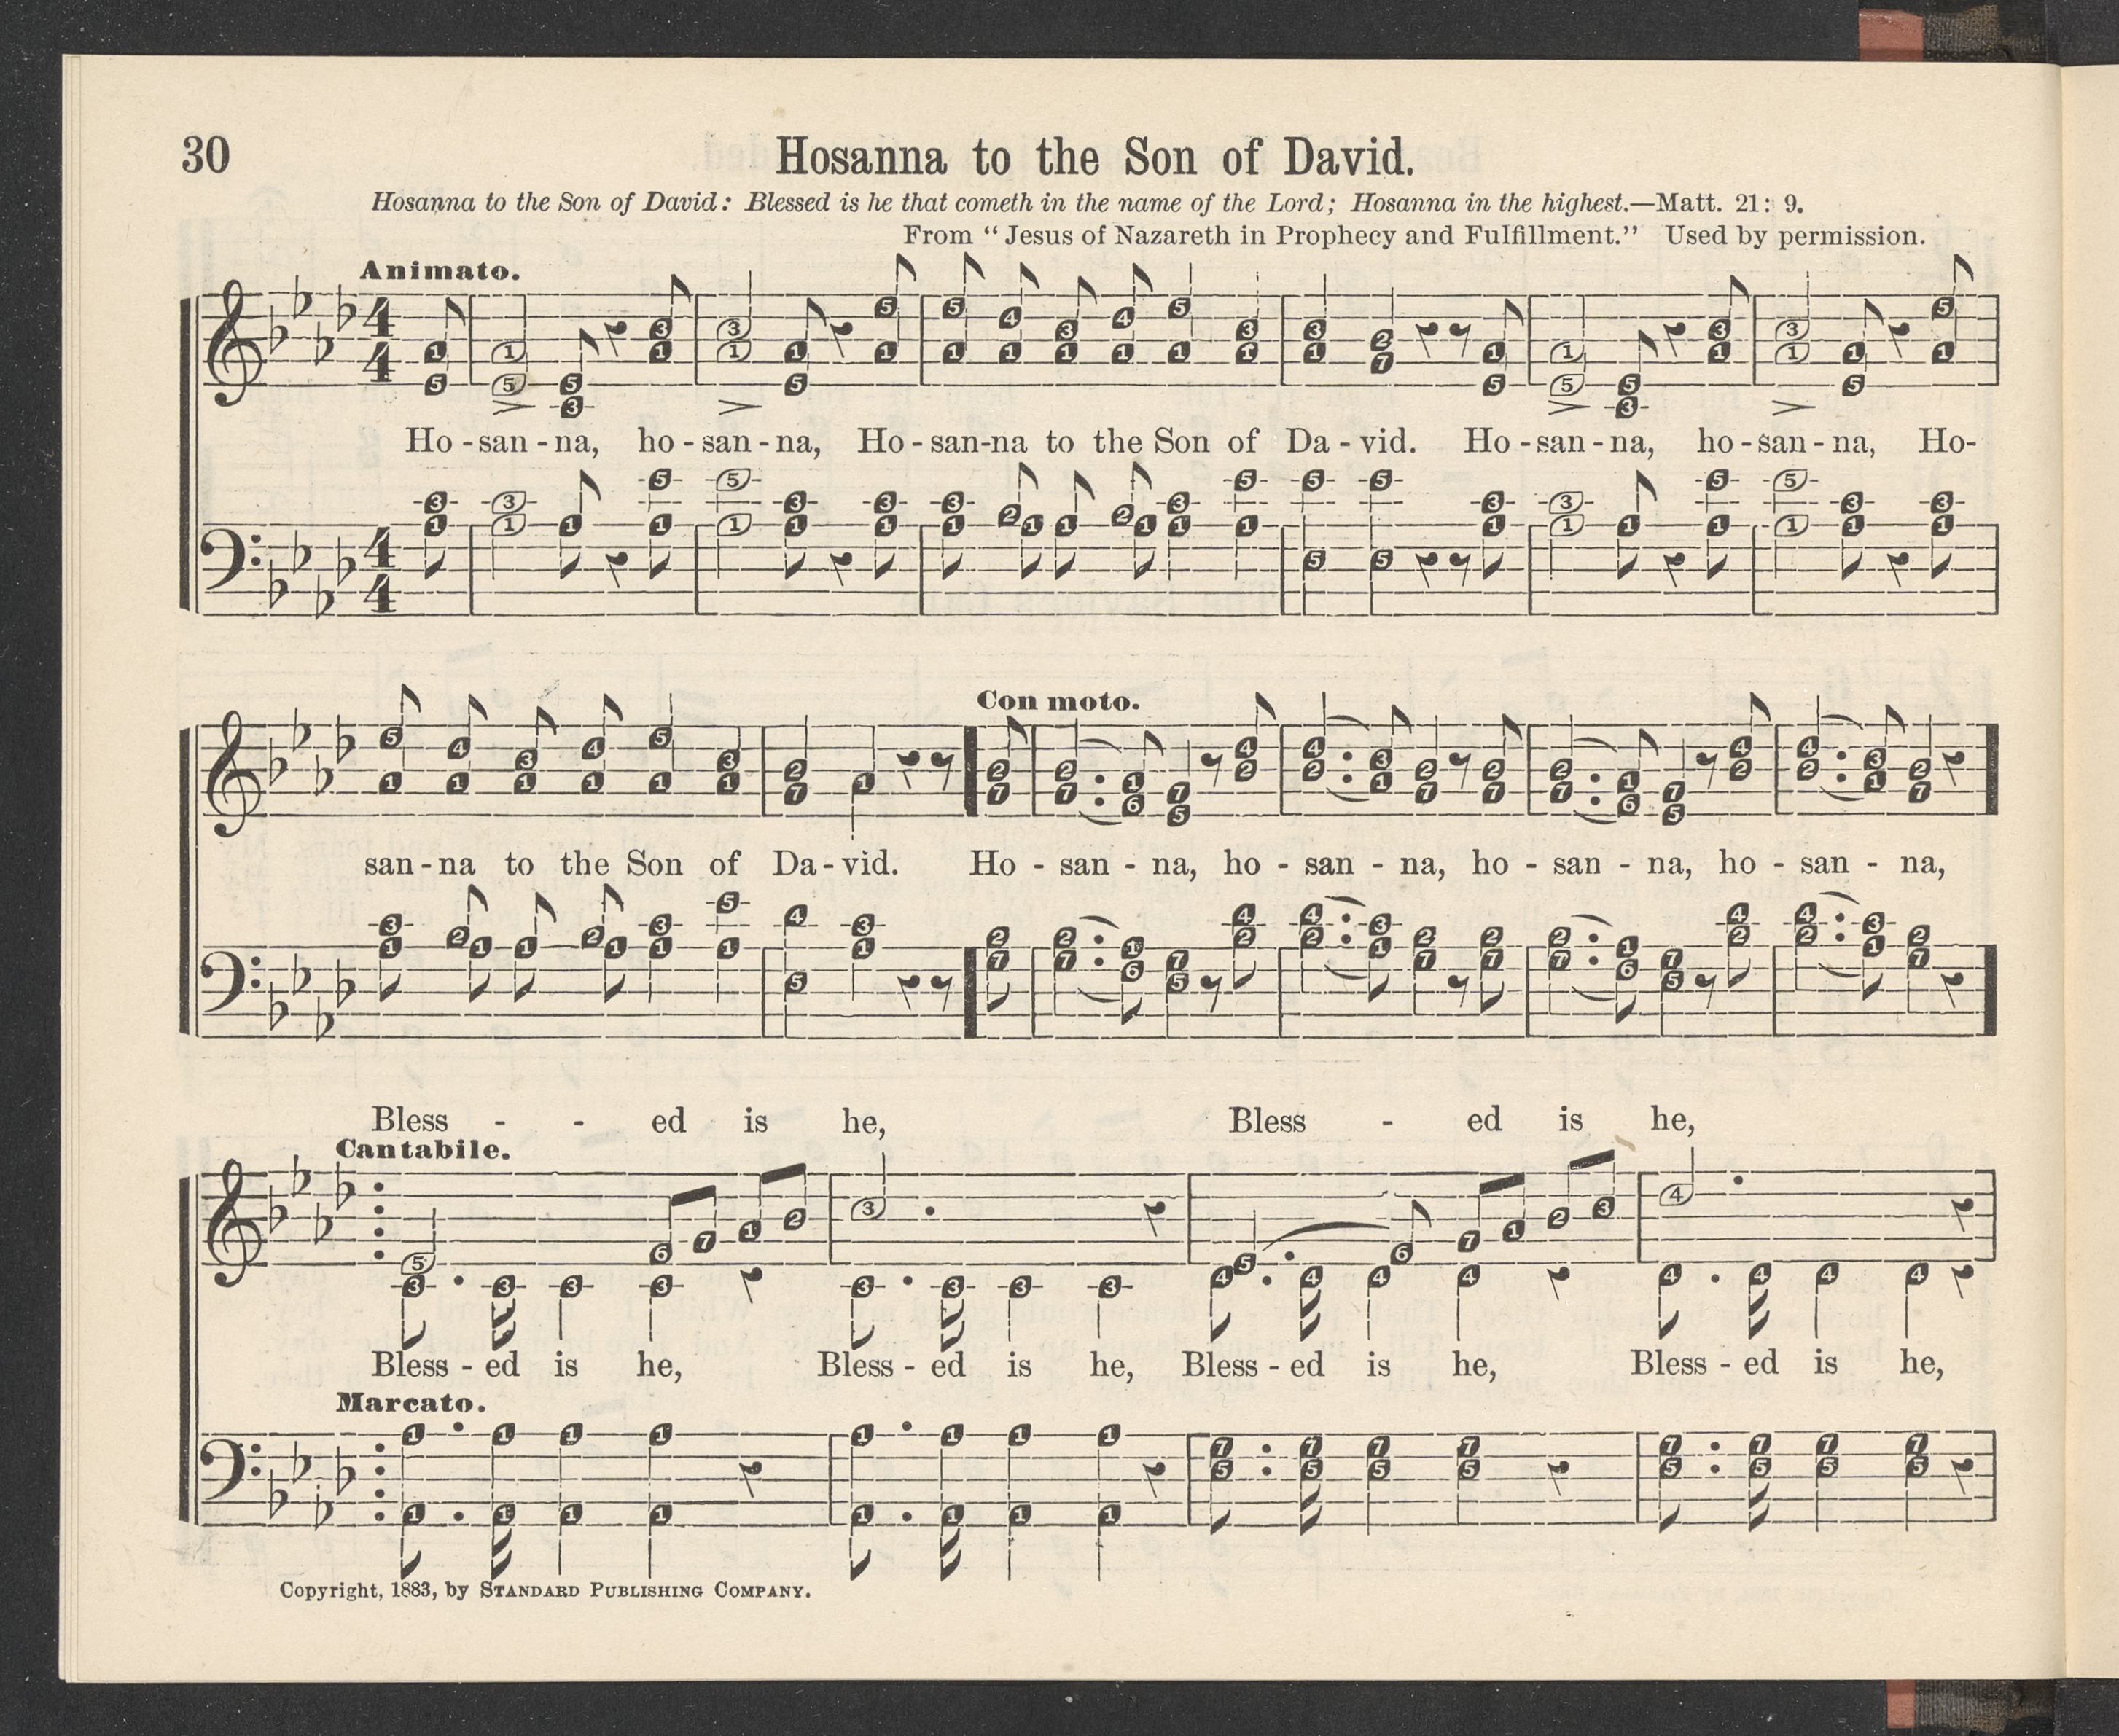 30
Hosanna to the Son of David.
Hosanna to the Son of David: Blessed is he that cometh in the name of the Lord; Hosanna in the highest.—Matt. 21: 9.
From “Jesus of Nazareth in Prophecy and Fulfillment.” Used by permission.
Animato.
Ho - san - na, ho - san - na, Ho - san-na to the Son of Da - vid. Ho - san - na, ho - san - na, Ho-
Con moto.
san - na to the Son of Da - vid. Ho - san - na, ho - san - na, ho - san - na, ho - san - na,
Bless - - ed is he, Bless - ed is he,
Cantabile.
Bless - ed is he, Bless - ed is he, Bless - ed is he, Bless - ed is he,
Marcato.
Copyright, 1883, by Standard Publishing Company.